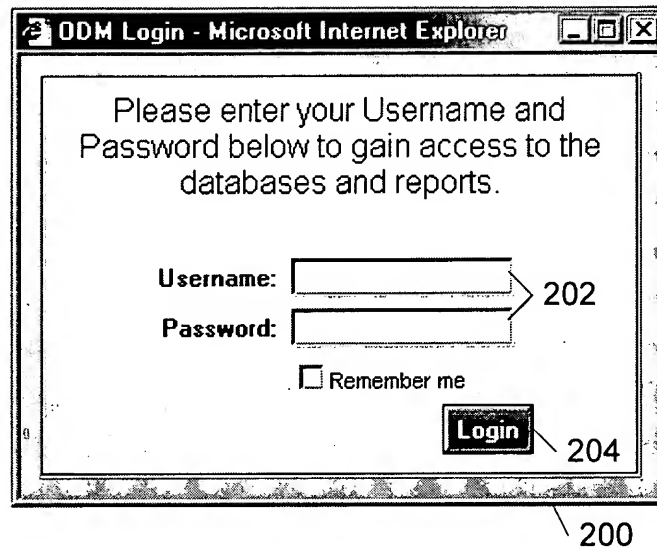 ODM Login - Microsoft Internet Explorer
Please enter your Username and
Password below to gain access to the
databases and reports.
Username:
202
Password:
Remember me
Login
204
200